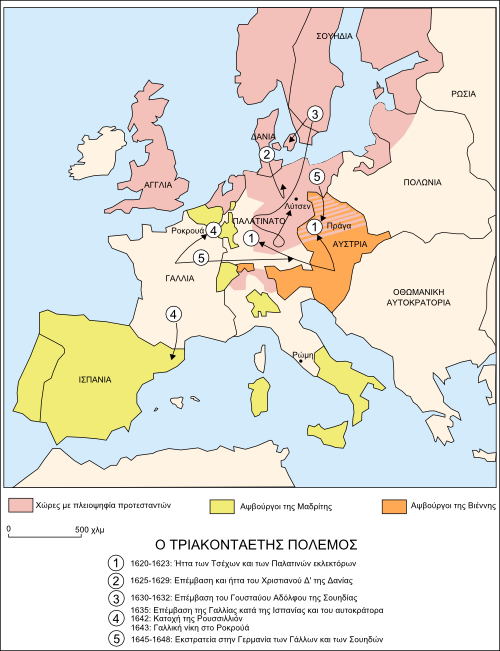 ΣΟΥΗΔΙΑ
ΡΩΣΙΑ
3
ΔΑΝΙΑ
2
5
ΠΟΛΩΝΙΑ
ΑΓΓΛΙΑ
Λύτσεν
ΠΑΛΑΤΙΝΑΤΟ
Ροκρουά
4
1
1
Πράγα
ΑΥΣΤΡΙΑ
5
ΓΑΛΛΙΑ
ΟΘΩΜΑΝΙΚΗ
ΑΥΤΟΚΡΑΤΟΡΙΑ
4
Ρώμη
ΙΣΠΑΝΙΑ
Χώρες με πλειοψηφία προτεσταντών
Αψβούργοι της Μαδρίτης
Αψβούργοι της Βιέννης
0 500 χλμ
Ο ΤΡΙΑΚΟΝΤΑΕΤΗΣ ΠΟΛΕΜΟΣ
1 1620-1623: Ήττα των Τσέχων και των Παλατινών εκλεκτόρων
2 1625-1629: Επέμβαση και ήττα του Χριστιανού Δ' της Δανίας
3 1630-1632: Επέμβαση του Γουσταύου Αδόλφου της Σουηδίας
1635: Επέμβαση της Γαλλίας κατά της Ισπανίας και του αυτοκράτορα
4 1642: Κατοχή της Ρουσσιλλιόν
1643: Γαλλική νίκη στο Ροκρουά
5 1645-1648: Εκστρατεία στην Γερμανία των Γάλλων και των Σουηδών